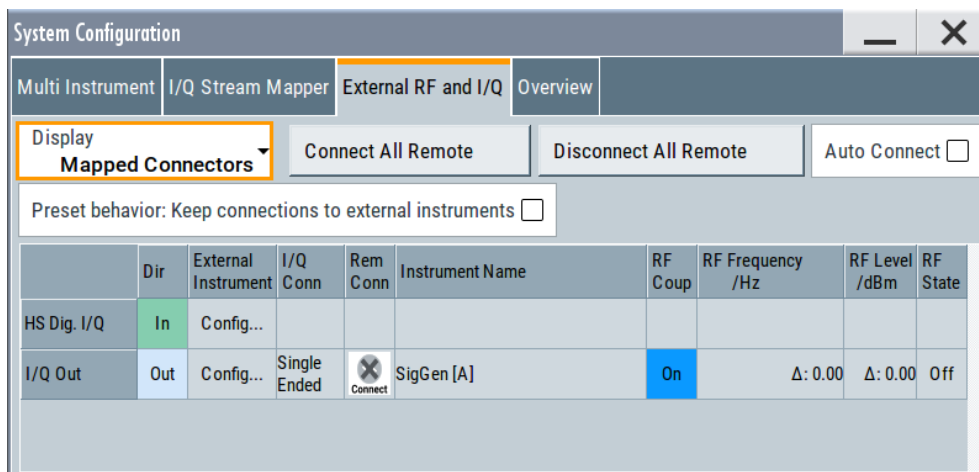 System Configuration
Multi Instrument I/Q Stream Mapper External RF and I/Q Overview
Display
Mapped Connectors
Connect All Remote
Disconnect All Remote
Auto Connect
Preset behavior: Keep connections to external instruments
Dir External Instrument I/Q Conn Rem Conn Instrument Name RF Coup RF Frequency /Hz RF Level /dBm RF State
HS Dig. I/Q In Config...
I/Q Out Out Config... Single Ended Connect SigGen [A] On Δ: 0.00 Δ: 0.00 Off